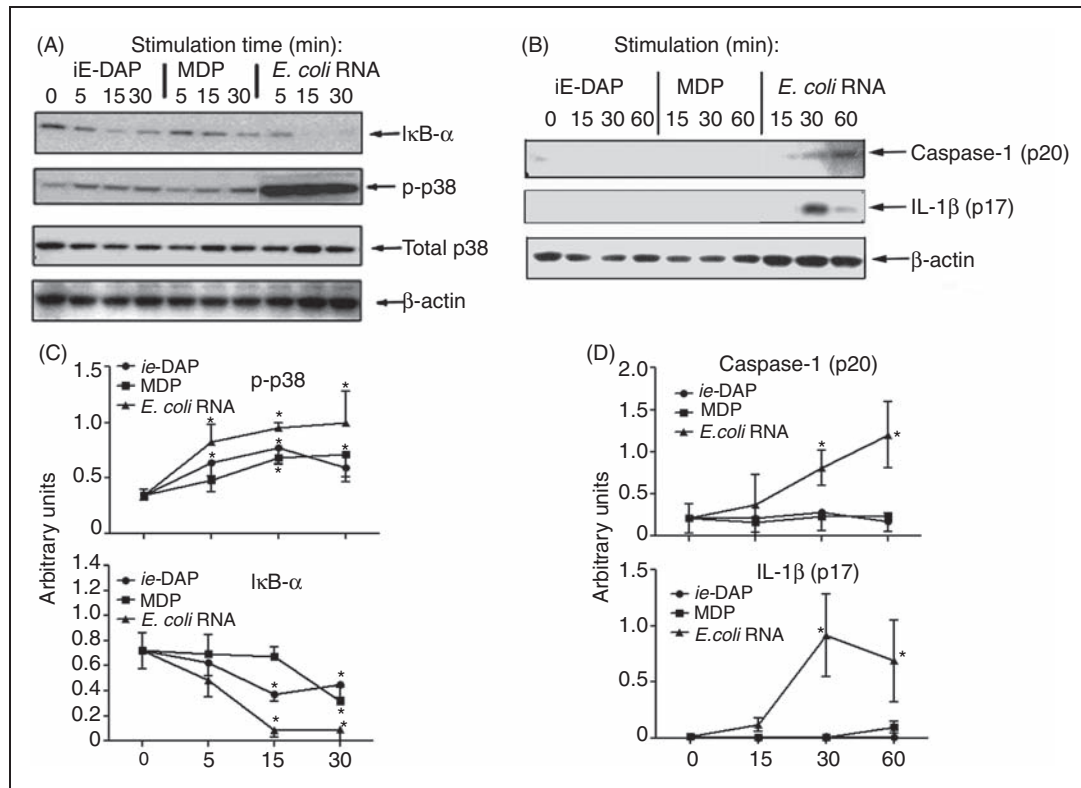 (A) Stimulation time (min):
iE-DAP MDP E. coli RNA
0 5 15 30 5 15 30 5 15 30
IκB-α
p-p38
Total p38
β-actin
(B) Stimulation (min):
iE-DAP MDP E. coli RNA
0 15 30 60 15 30 60 15 30 60
Caspase-1 (p20)
IL-1β (p17)
β-actin
(C)
p-p38
ie-DAP
MDP
E. coli RNA
1.5
1.0
0.5
0
* * * * * * *
Arbitrary units
IκB-α
ie-DAP
MDP
E. coli RNA
1.4
1.2
1.0
0.8
0.6
0.4
0.2
0
* * * * *
0 5 15 30
(D)
Caspase-1 (p20)
ie-DAP
MDP
E.coli RNA
2.0
1.5
1.0
0.5
0
* *
Arbitrary units
IL-1β (p17)
ie-DAP
MDP
E.coli RNA
1.5
1.0
0.5
0
* *
0 15 30 60